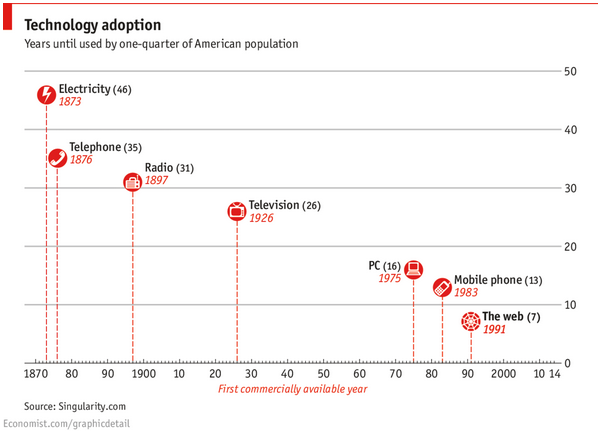 Technology adoption
Years until used by one-quarter of American population
50
Electricity (46)
1873
40
Telephone (35)
1876
Radio (31)
1897
30
Television (26)
1926
20
PC (16)
1975
Mobile phone (13)
1983
10
The web (7)
1991
0
1870 80 90 1900 10 20 30 40 50 60 70 80 90 2000 10 14
First commercially available year
Source: Singularity.com
Economist.com/graphicdetail